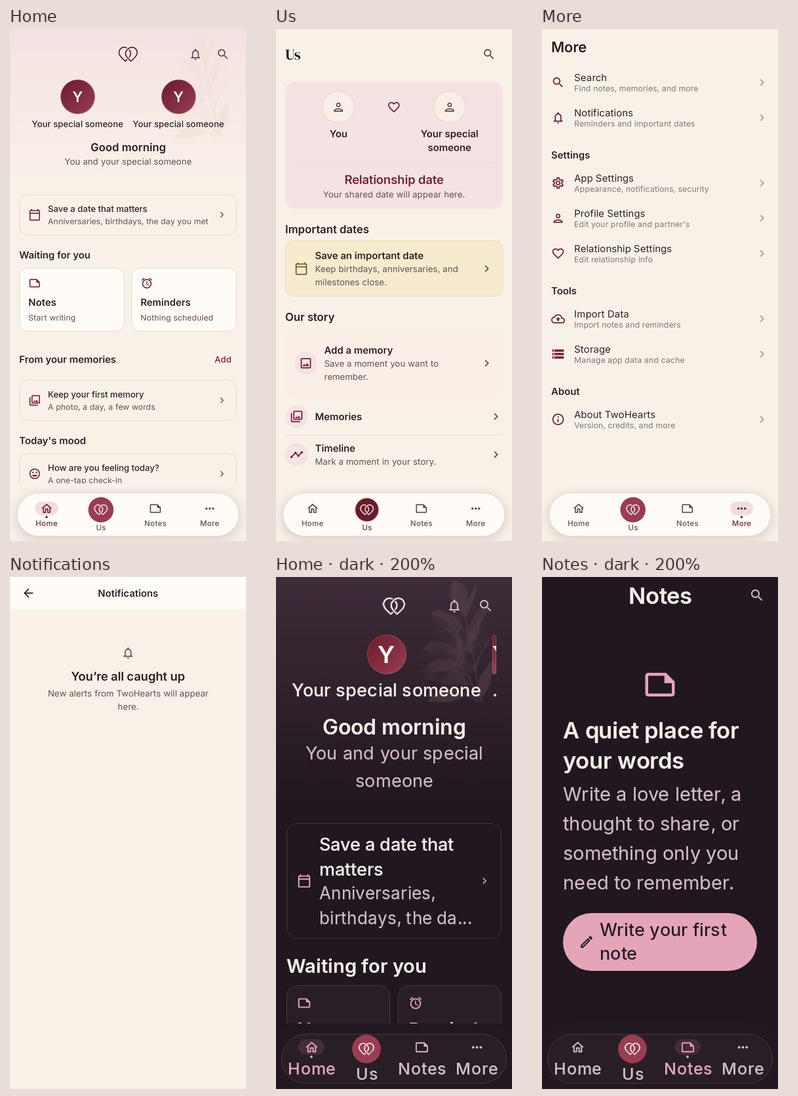 Home
Y
Y
Your special someone
Your special someone
Good morning
You and your special someone
Save a date that matters
Anniversaries, birthdays, the day you met
Waiting for you
Notes
Start writing
Reminders
Nothing scheduled
From your memories
Add
Keep your first memory
A photo, a day, a few words
Today's mood
How are you feeling today?
A one-tap check-in
Home
Us
Notes
More
Us
Us
You
Your special
someone
Relationship date
Your shared date will appear here.
Important dates
Save an important date
Keep birthdays, anniversaries, and
milestones close.
Our story
Add a memory
Save a moment you want to
remember.
Memories
Timeline
Mark a moment in your story.
Home
Us
Notes
More
More
More
Search
Find notes, memories, and more
Notifications
Reminders and important dates
Settings
App Settings
Appearance, notifications, security
Profile Settings
Edit your profile and partner's
Relationship Settings
Edit relationship info
Tools
Import Data
Import notes and reminders
Storage
Manage app data and cache
About
About TwoHearts
Version, credits, and more
Home
Us
Notes
More
Notifications
Notifications
You're all caught up
New alerts from TwoHearts will appear
here.
Home · dark · 200%
Y
Your special someone
Good morning
You and your special
someone
Save a date that
matters
Anniversaries,
birthdays, the da...
Waiting for you
Home
Us
Notes
More
Notes · dark · 200%
Notes
A quiet place for
your words
Write a love letter, a
thought to share, or
something only you
need to remember.
Write your first
note
Home
Us
Notes
More